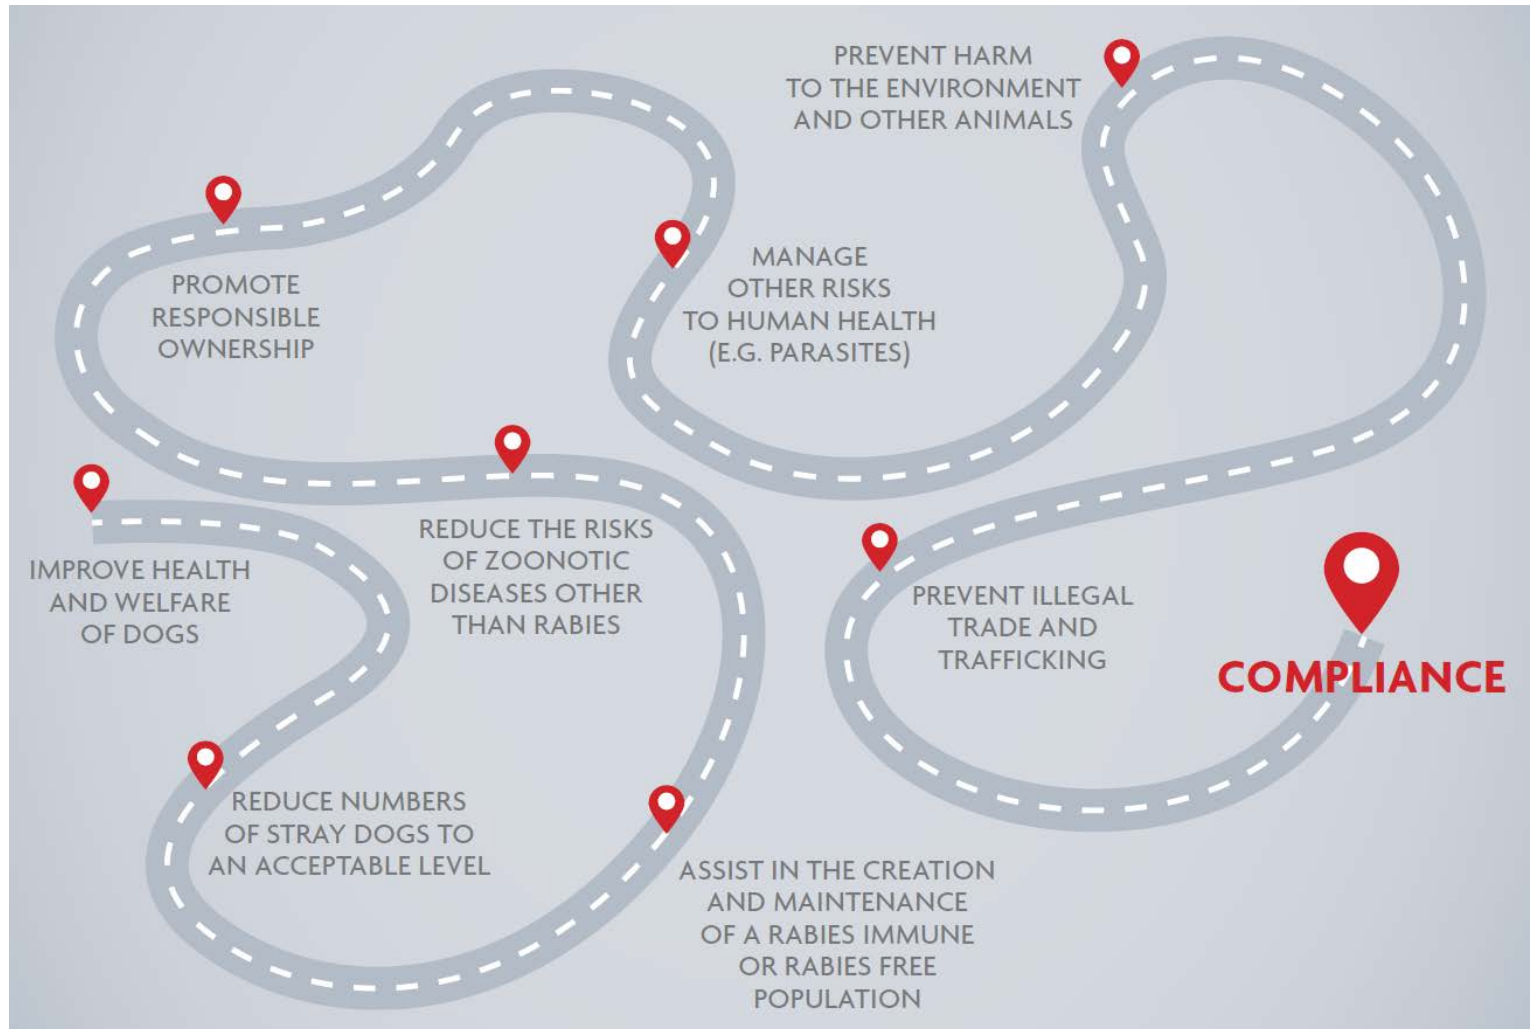 IMPROVE HEALTH
AND WELFARE
OF DOGS
REDUCE NUMBERS
OF STRAY DOGS TO
AN ACCEPTABLE LEVEL
ASSIST IN THE CREATION
AND MAINTENANCE
OF A RABIES IMMUNE
OR RABIES FREE
POPULATION
REDUCE THE RISKS
OF ZOONOTIC
DISEASES OTHER
THAN RABIES
PROMOTE
RESPONSIBLE
OWNERSHIP
MANAGE
OTHER RISKS
TO HUMAN HEALTH
(E.G. PARASITES)
PREVENT HARM
TO THE ENVIRONMENT
AND OTHER ANIMALS
PREVENT ILLEGAL
TRADE AND
TRAFFICKING
COMPLIANCE